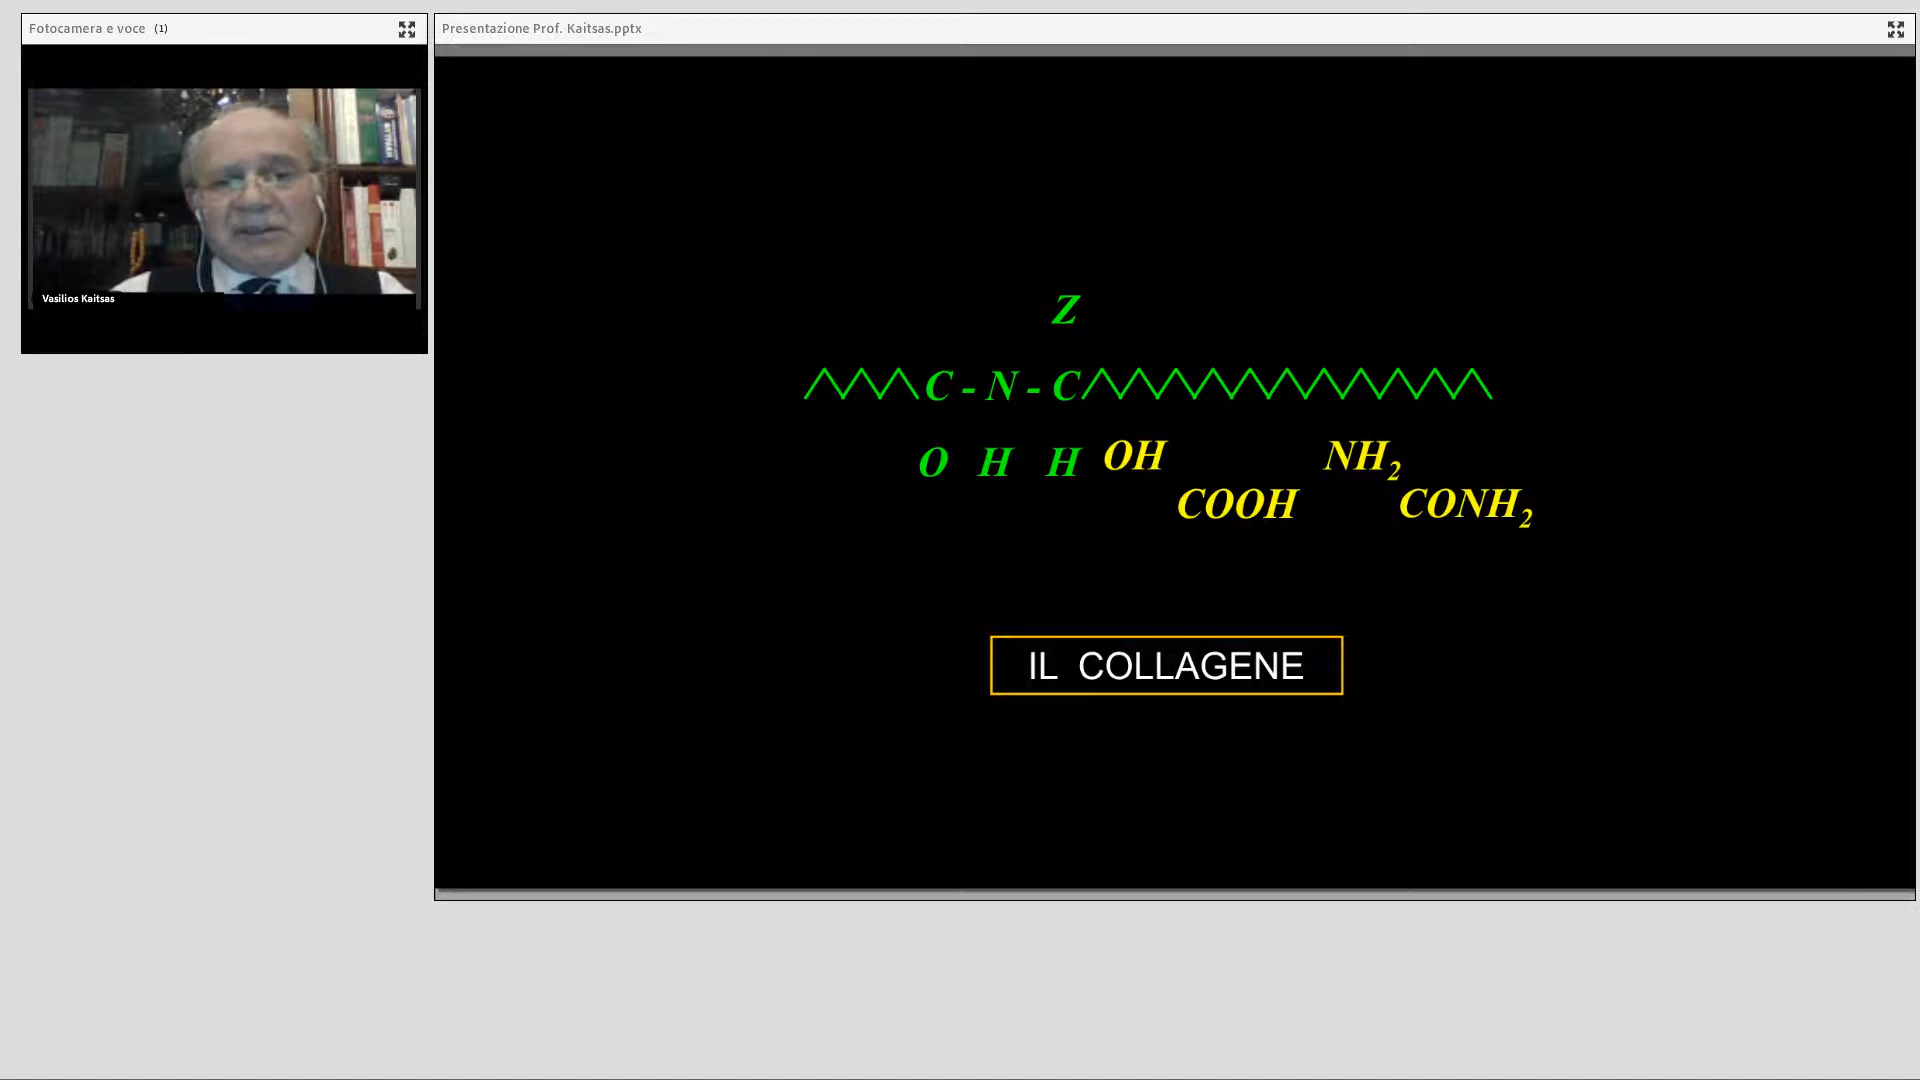 Fotocamera e voce (1)
Presentazione Prof. Kaitsas.pptx
Vasilios Kaitsas
Z
C - N - C
O H H OH NH2
COOH CONH2
IL COLLAGENE